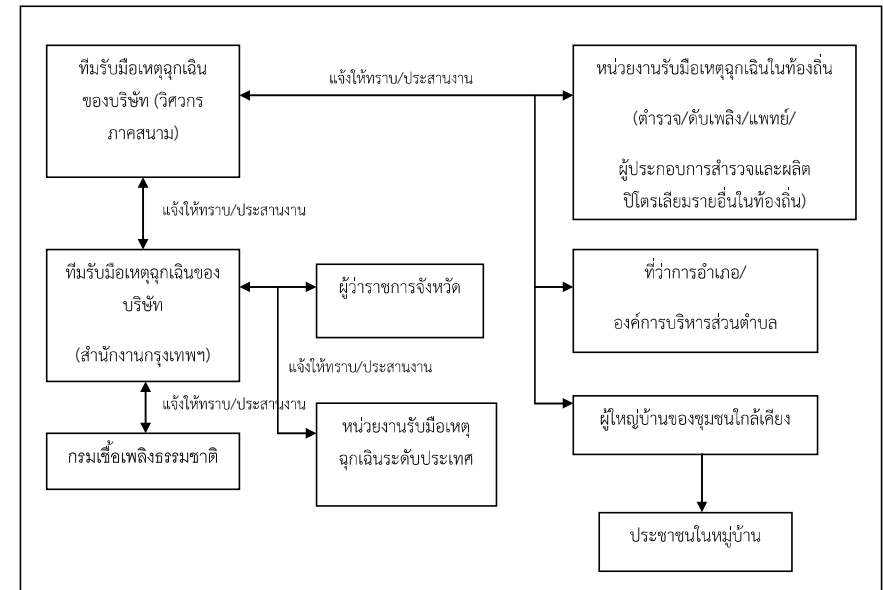 ทีมรับมือเหตุฉุกเฉิน
ของบริษัท (วิศวกร
ภาคสนาม)
แจ้งให้ทราบ/ประสานงาน
หน่วยงานรับมือเหตุฉุกเฉินในท้องถิ่น
(ตำรวจ/ดับเพลิง/แพทย์/
ผู้ประกอบการสำรวจและผลิต
ปิโตรเลียมรายอื่นในท้องถิ่น)
แจ้งให้ทราบ/ประสานงาน
ทีมรับมือเหตุฉุกเฉินของ
บริษัท
(สำนักงานกรุงเทพฯ)
ผู้ว่าราชการจังหวัด
ที่ว่าการอำเภอ/
องค์การบริหารส่วนตำบล
แจ้งให้ทราบ/ประสานงาน
แจ้งให้ทราบ/ประสานงาน
กรมเชื้อเพลิงธรรมชาติ
หน่วยงานรับมือเหตุ
ฉุกเฉินระดับประเทศ
ผู้ใหญ่บ้านของชุมชนใกล้เคียง
ประชาชนในหมู่บ้าน